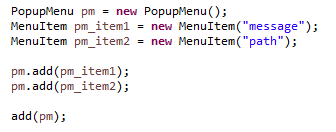 PopupMenu pm = new PopupMenu();
MenuItem pm_item1 = new MenuItem("message");
MenuItem pm_item2 = new MenuItem("path");
pm.add(pm_item1);
pm.add(pm_item2);
add(pm);